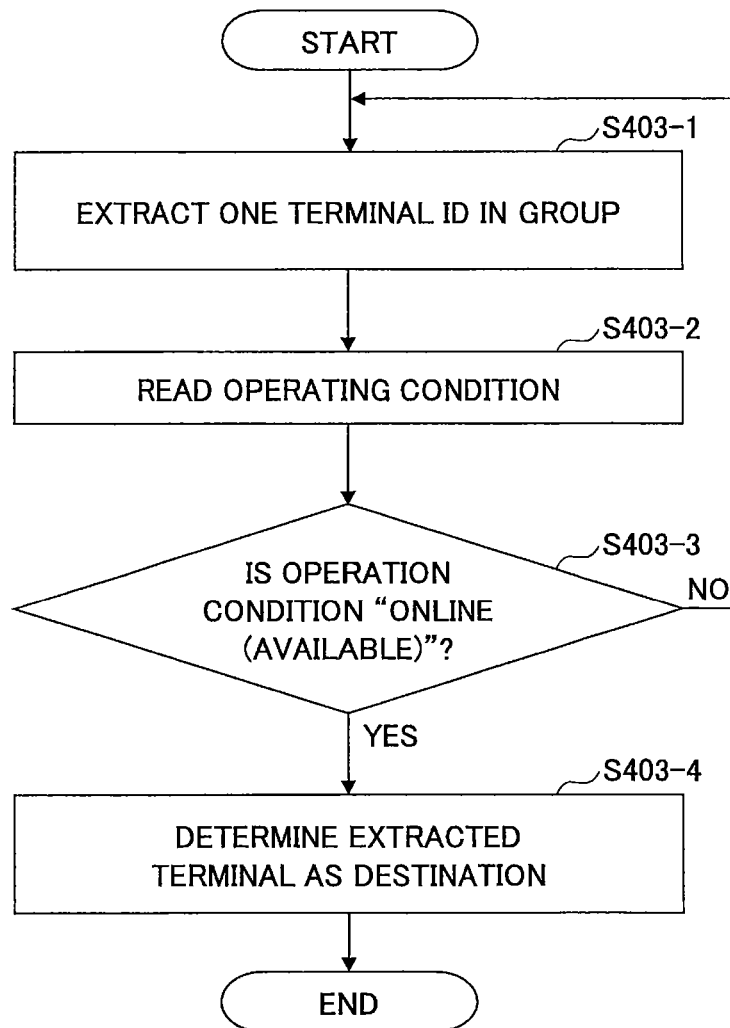 START
S403-1
EXTRACT ONE TERMINAL ID IN GROUP
S403-2
READ OPERATING CONDITION
S403-3
IS OPERATION
CONDITION “ONLINE
(AVAILABLE)”?
NO
YES
S403-4
DETERMINE EXTRACTED
TERMINAL AS DESTINATION
END